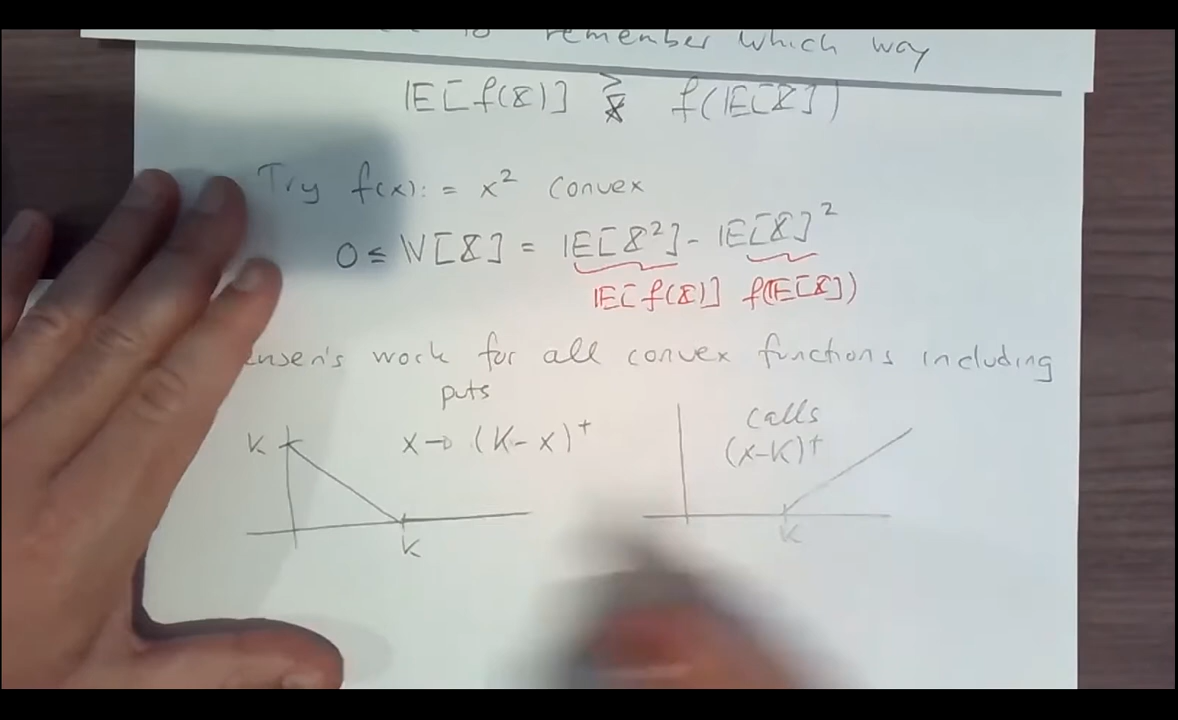 remember which way
𝔼[f(X)] ≥ f(𝔼[X])
Try f(x):= x² convex
0 ≤ 𝕍[X] = 𝔼[X²] - 𝔼[X]²
𝔼[f(X)] f(𝔼[X])
ensen's work for all convex functions including
puts
calls
K
x → (K-x)⁺
(x-K)⁺
K
K